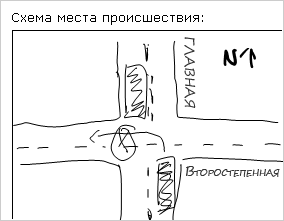 Схема места происшествия:
ГЛАВНАЯ
N↑
Второстепенная